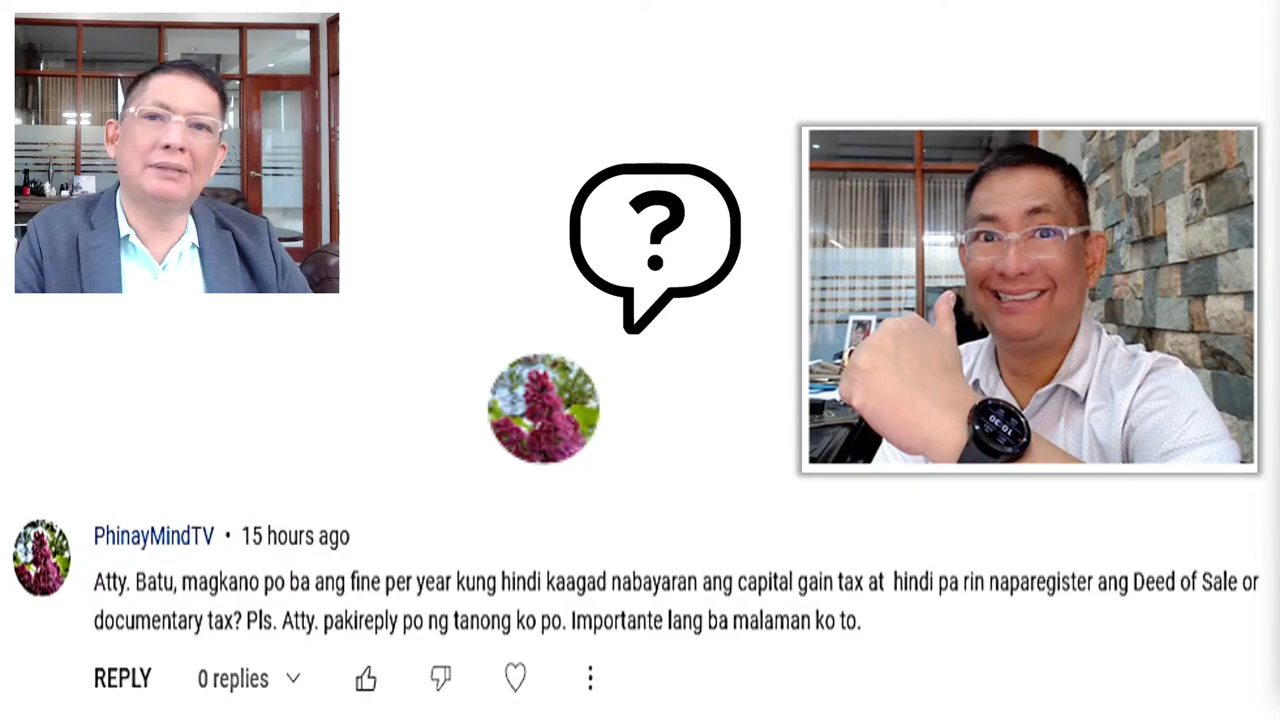 ?
10:30
PhinayMindTV • 15 hours ago
Atty. Batu, magkano po ba ang fine per year kung hindi kaagad nabayaran ang capital gain tax at hindi pa rin naparegister ang Deed of Sale or
documentary tax? Pls. Atty. pakireply po ng tanong ko po. Importante lang ba malaman ko to.
REPLY 0 replies